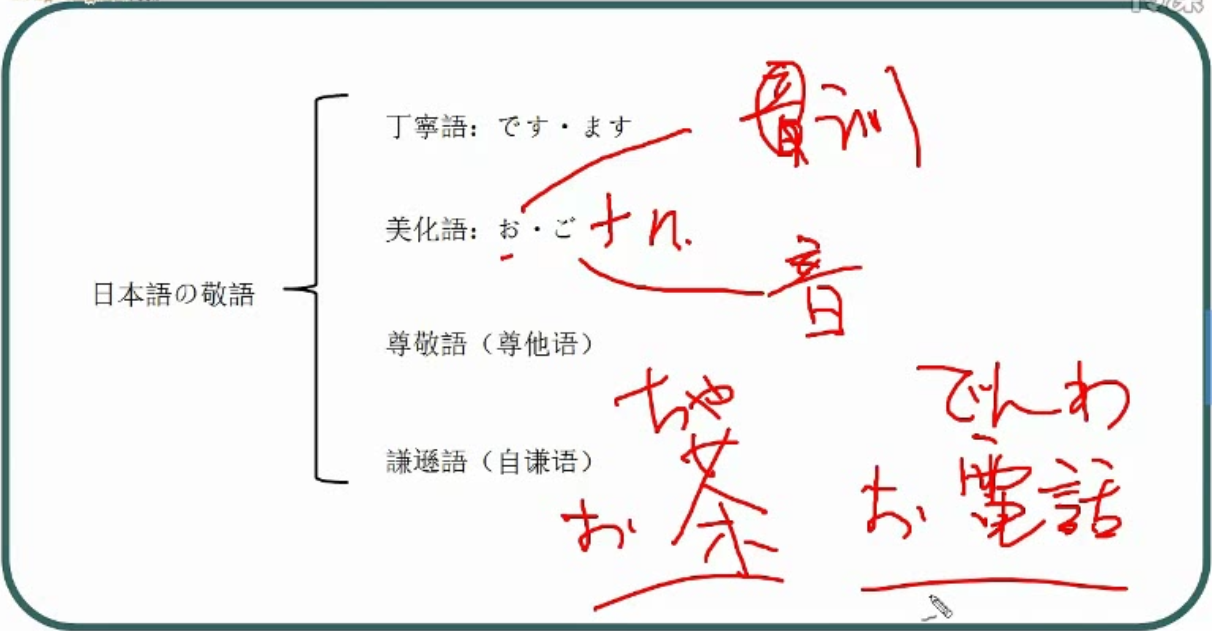 丁寧語：です・ます
訓
美化語：お・ご + n.
音
日本語の敬語
尊敬語（尊他语）
謙遜語（自谦语）
ちゃ
お茶
でんわ
お電話